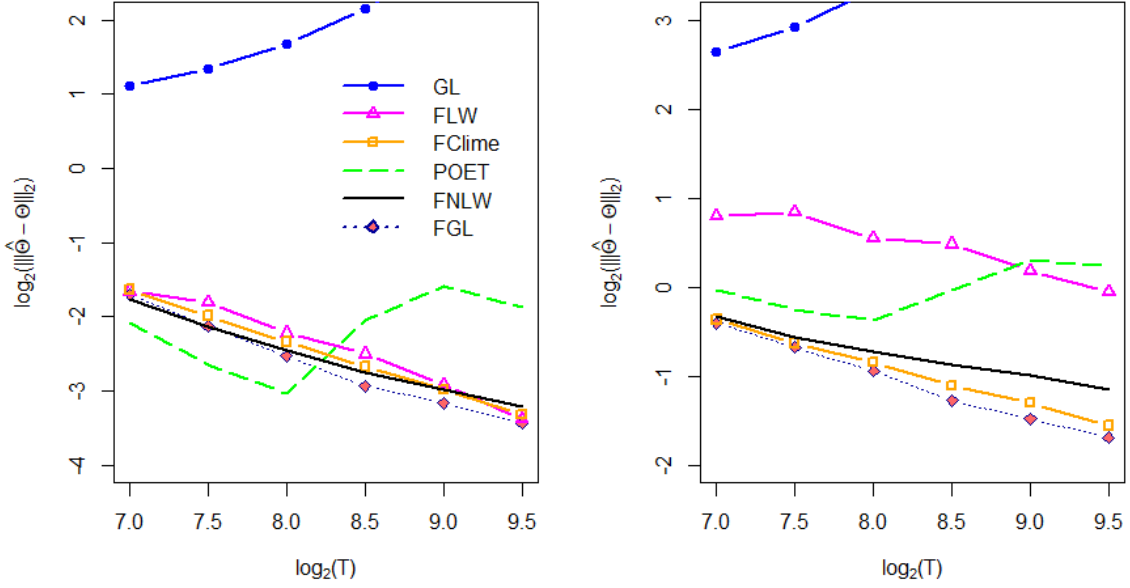 log₂(|||Θ̂ − Θ|||₂)
2
1
0
-1
-2
-3
-4
GL
FLW
FClime
POET
FNLW
FGL
7.0 7.5 8.0 8.5 9.0 9.5
log₂(T)
log₂(|||Θ̂ − Θ|||₂)
3
2
1
0
-1
-2
7.0 7.5 8.0 8.5 9.0 9.5
log₂(T)